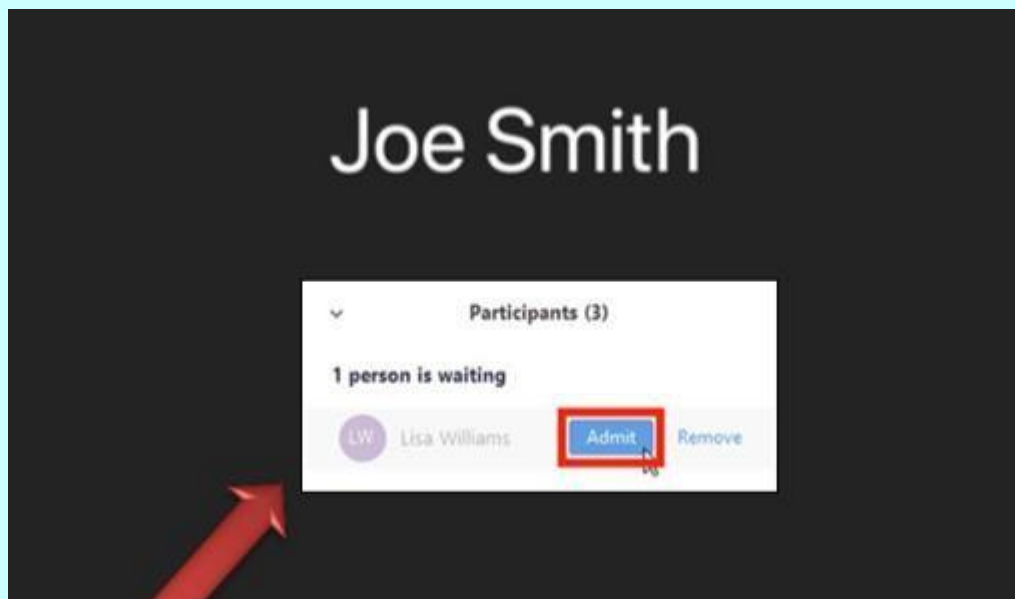 Joe Smith
Participants (3)
1 person is waiting
LW Lisa Williams Admit Remove